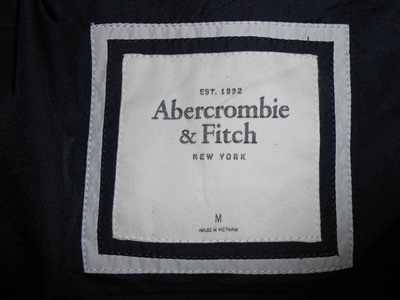 EST. 1892
Abercrombie
& Fitch
NEW YORK
M
MADE IN VIETNAM